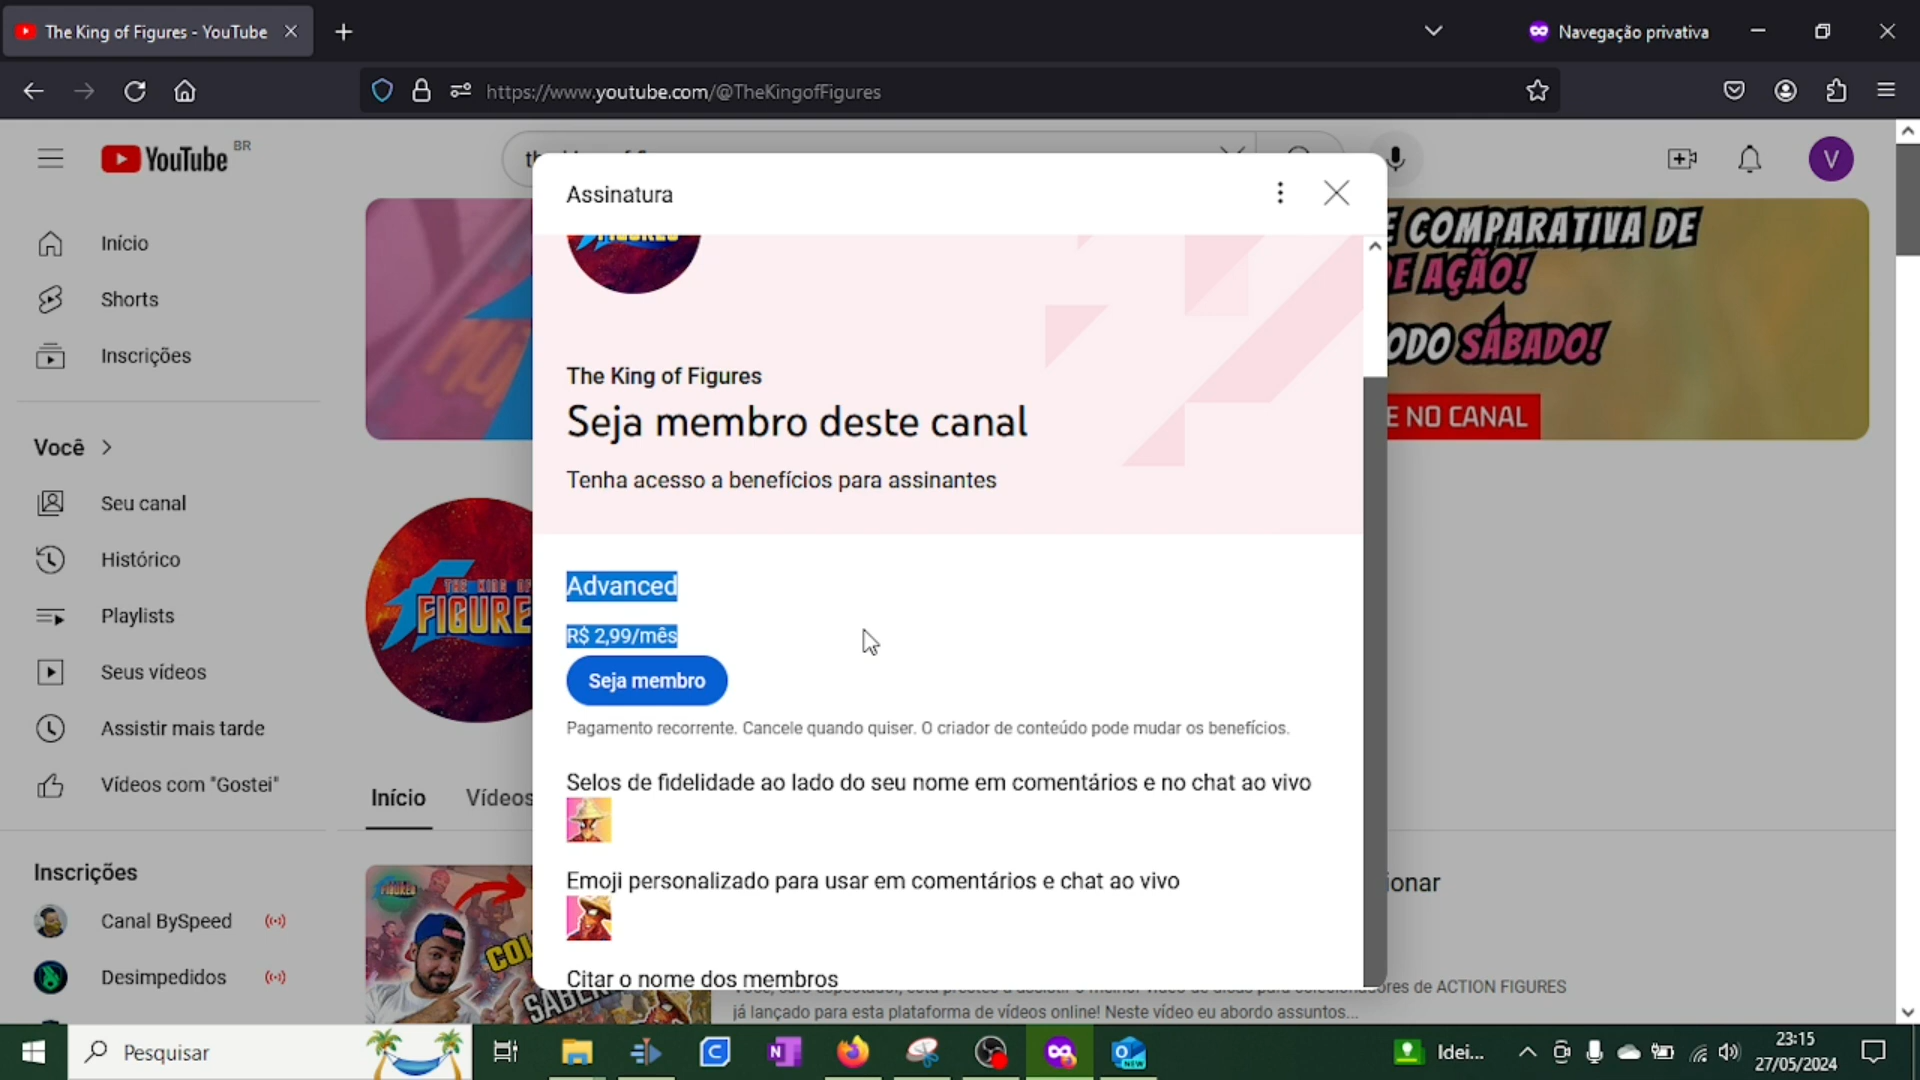 The King of Figures - YouTube
Navegação privativa
https://www.youtube.com/@TheKingofFigures
YouTube BR
V
Assinatura
Início
Shorts
Inscrições
Você
Seu canal
Histórico
Playlists
Seus vídeos
Assistir mais tarde
Vídeos com "Gostei"
Inscrições
Canal BySpeed
Desimpedidos
COMPARATIVA DE
E AÇÃO!
ODO SÁBADO!
E NO CANAL
THE KING OF
FIGURE
Início
Vídeos
The King of Figures
Seja membro deste canal
Tenha acesso a benefícios para assinantes
Advanced
R$ 2,99/mês
Seja membro
Pagamento recorrente. Cancele quando quiser. O criador de conteúdo pode mudar os benefícios.
Selos de fidelidade ao lado do seu nome em comentários e no chat ao vivo
Emoji personalizado para usar em comentários e chat ao vivo
Citar o nome dos membros
ionar
ores de ACTION FIGURES
já lançado para esta plataforma de vídeos online! Neste vídeo eu abordo assuntos...
Pesquisar
Idei...
23:15
27/05/2024